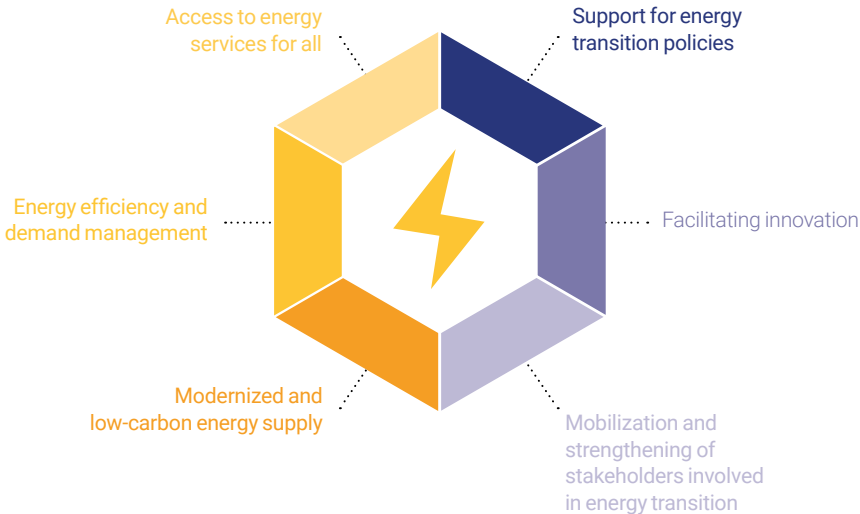 Access to energy
services for all
Support for energy
transition policies
Energy efficiency and
demand management
Facilitating innovation
Modernized and
low-carbon energy supply
Mobilization and
strengthening of
stakeholders involved
in energy transition